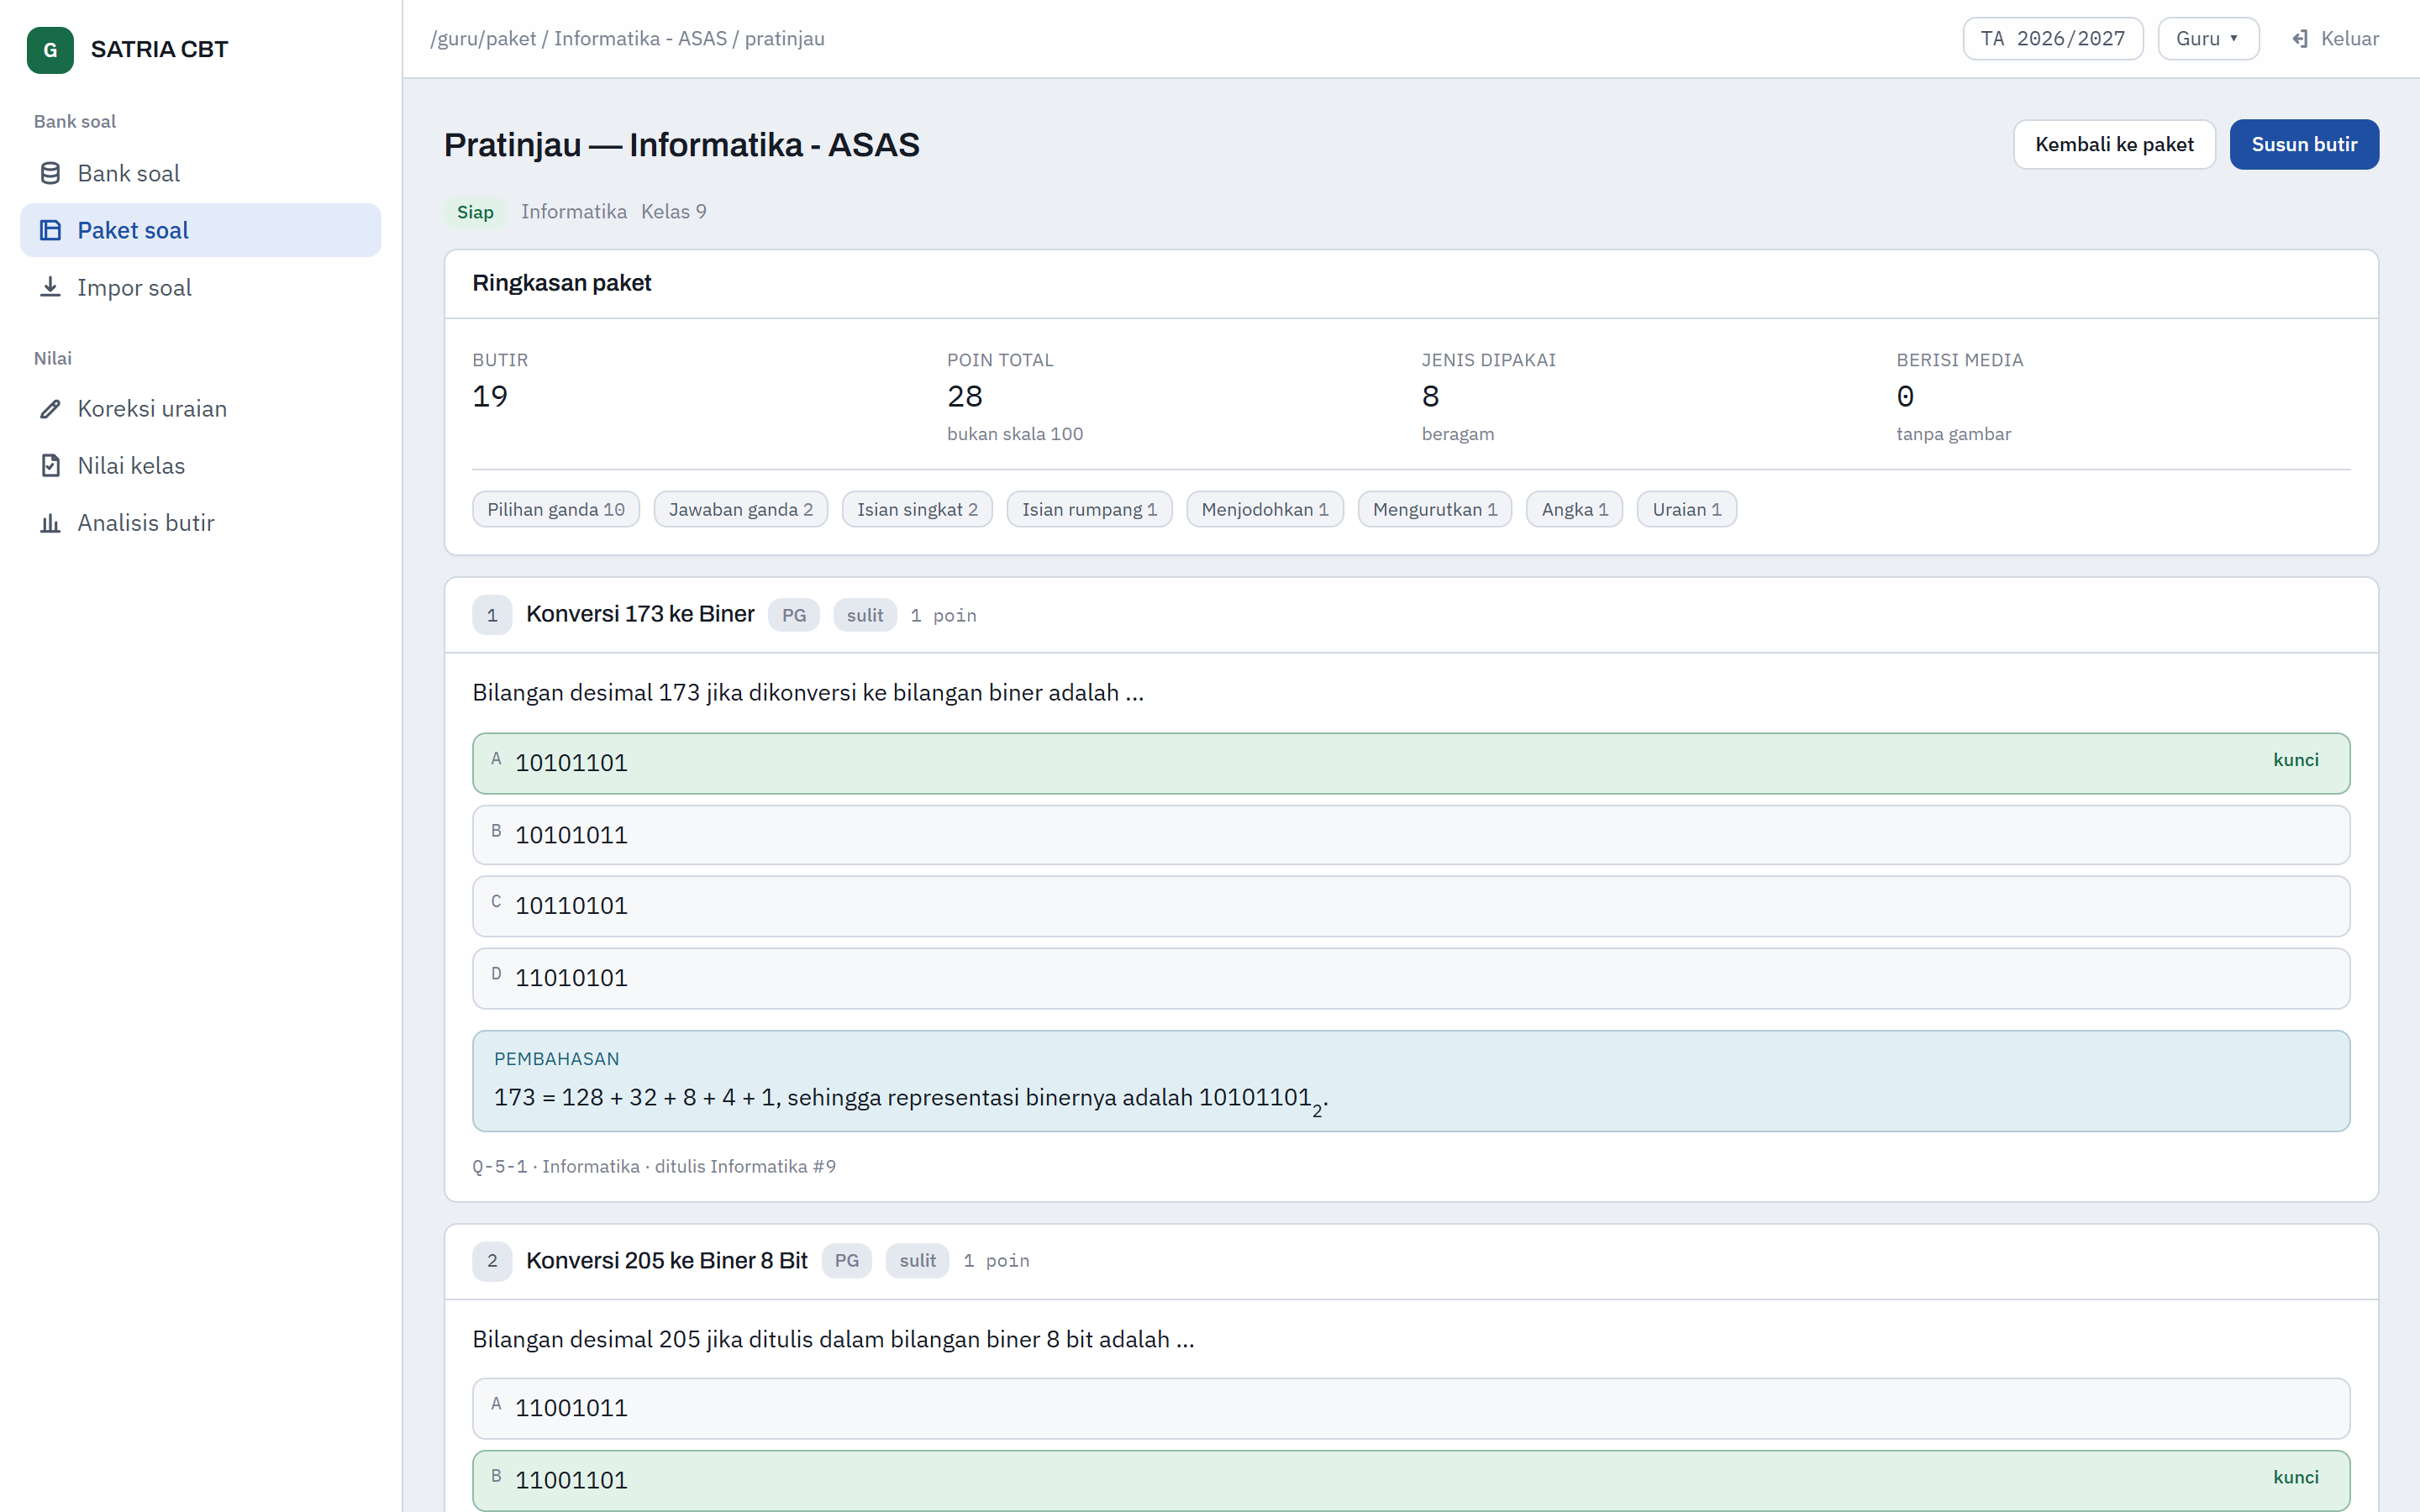 G SATRIA CBT
/guru/paket / Informatika - ASAS / pratinjau
TA 2026/2027
Guru ▾
Keluar
Bank soal
Bank soal
Paket soal
Impor soal
Nilai
Koreksi uraian
Nilai kelas
Analisis butir
Pratinjau — Informatika - ASAS
Kembali ke paket
Susun butir
Siap Informatika Kelas 9
Ringkasan paket
BUTIR
19
POIN TOTAL
28
bukan skala 100
JENIS DIPAKAI
8
beragam
BERISI MEDIA
0
tanpa gambar
Pilihan ganda 10
Jawaban ganda 2
Isian singkat 2
Isian rumpang 1
Menjodohkan 1
Mengurutkan 1
Angka 1
Uraian 1
1 Konversi 173 ke Biner PG sulit 1 poin
Bilangan desimal 173 jika dikonversi ke bilangan biner adalah ...
A 10101101 kunci
B 10101011
C 10110101
D 11010101
PEMBAHASAN
173 = 128 + 32 + 8 + 4 + 1, sehingga representasi binernya adalah 10101101₂.
Q-5-1 · Informatika · ditulis Informatika #9
2 Konversi 205 ke Biner 8 Bit PG sulit 1 poin
Bilangan desimal 205 jika ditulis dalam bilangan biner 8 bit adalah ...
A 11001011
B 11001101 kunci